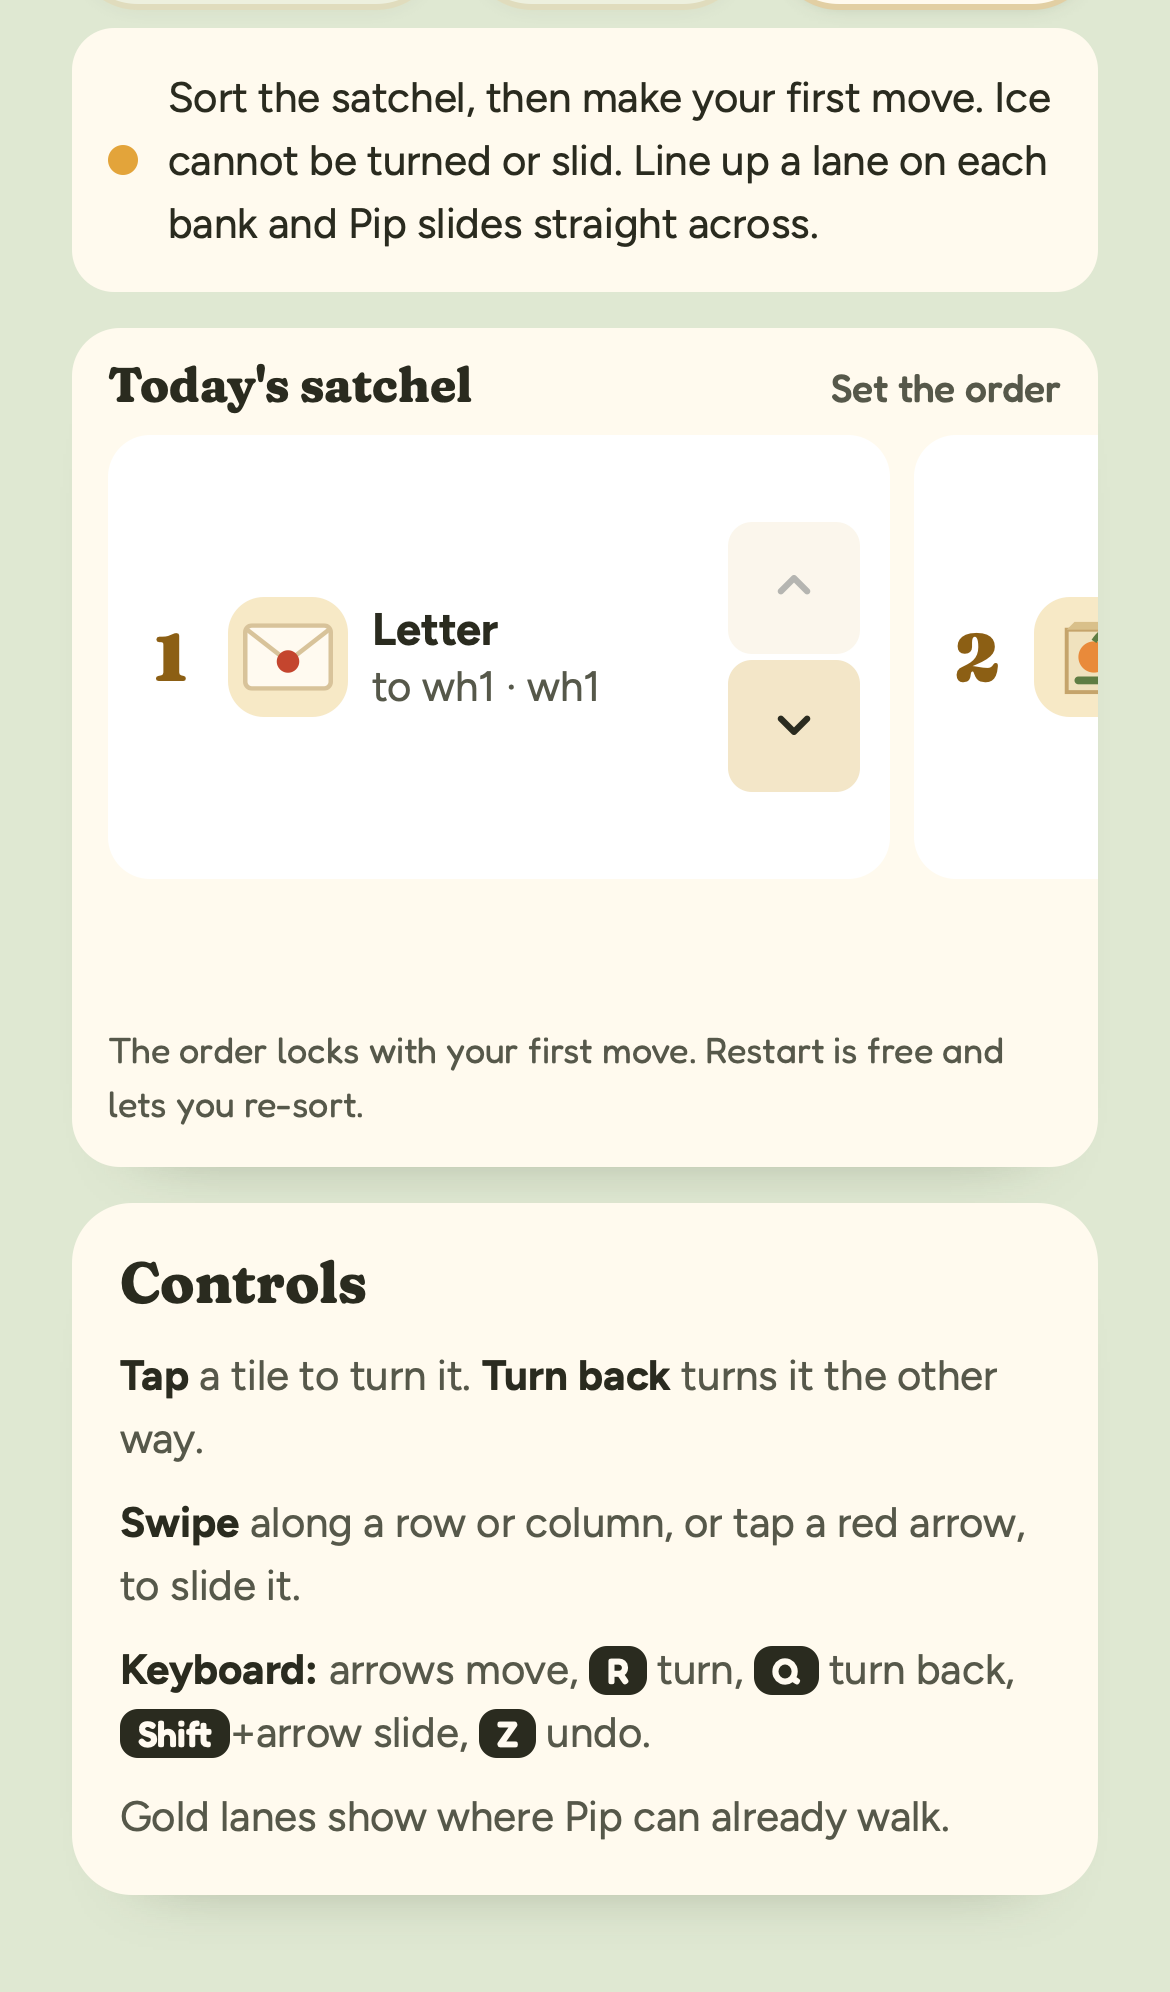 Sort the satchel, then make your first move. Ice
cannot be turned or slid. Line up a lane on each
bank and Pip slides straight across.
Today's satchel
Set the order
1
Letter
to wh1 · wh1
2
The order locks with your first move. Restart is free and
lets you re-sort.
Controls
Tap a tile to turn it. Turn back turns it the other
way.
Swipe along a row or column, or tap a red arrow,
to slide it.
Keyboard: arrows move, R turn, Q turn back,
Shift+arrow slide, Z undo.
Gold lanes show where Pip can already walk.